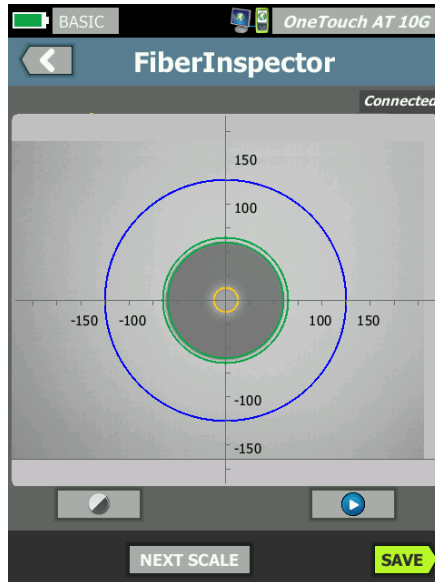 BASIC OneTouch AT 10G
FiberInspector
Connected
150
100
-150 -100 100 150
-100
-150
NEXT SCALE SAVE